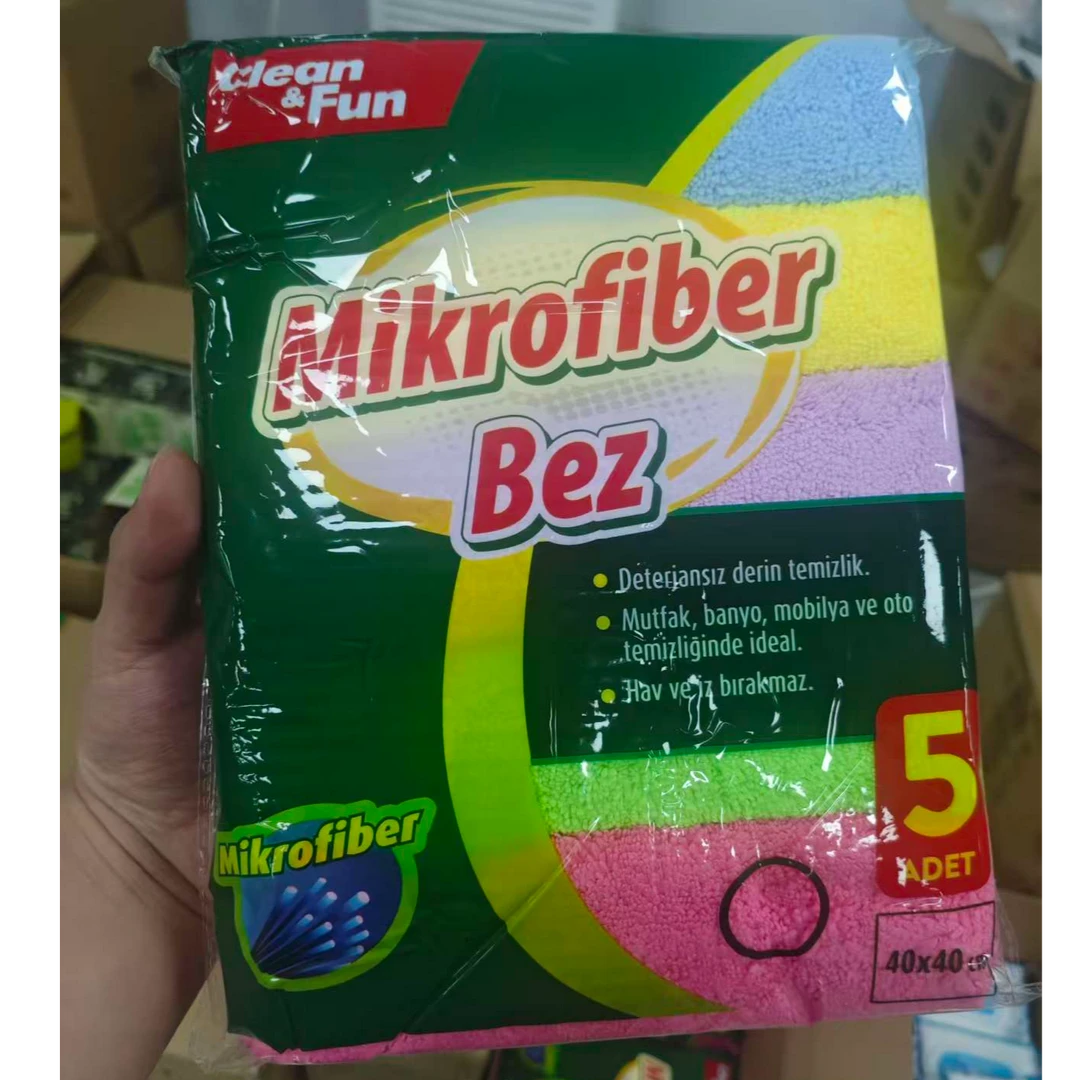 Clean
& Fun
Mikrofiber
Bez
Deterjansız derin temizlik.
Mutfak, banyo, mobilya ve oto
temizliğinde ideal.
Hav ve iz bırakmaz.
5
ADET
Mikrofiber
40x40 cm